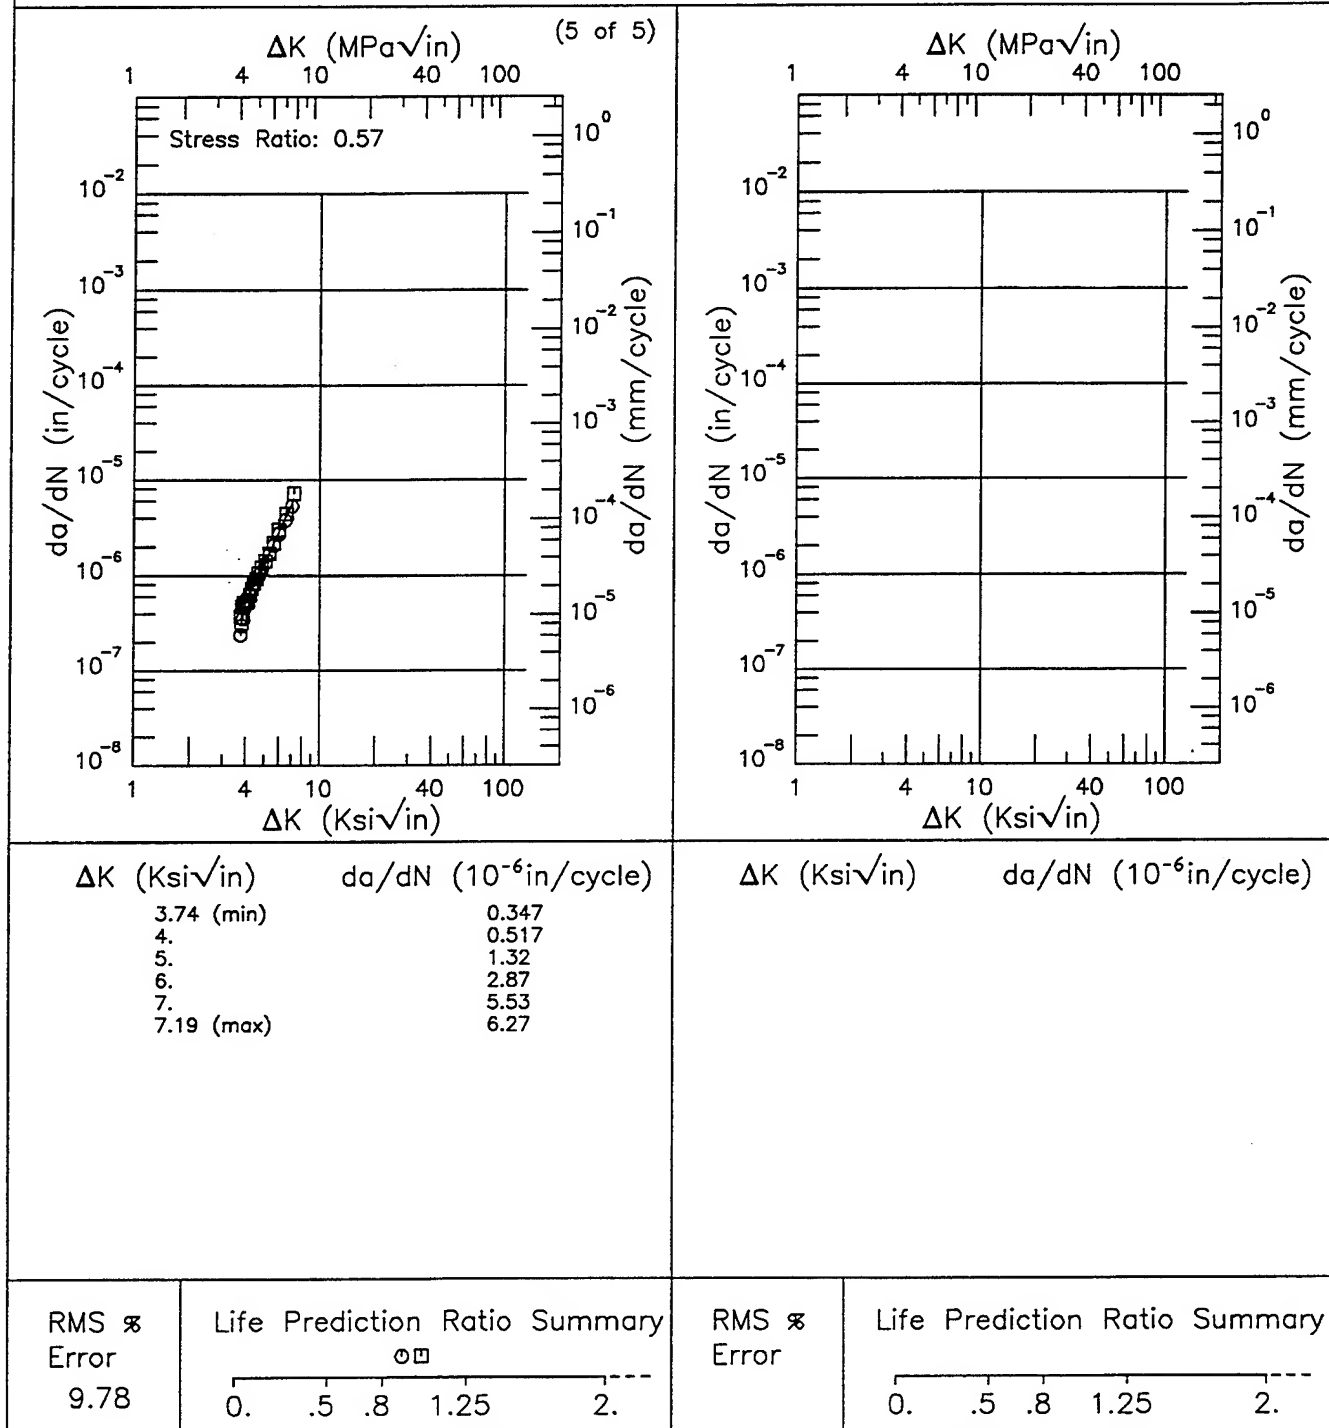 (5 of 5)
ΔK (MPa√in)
1 4 10 40 100
Stress Ratio: 0.57
10⁰
10⁻²
10⁻¹
10⁻³
10⁻²
10⁻⁴
10⁻³
10⁻⁵
10⁻⁴
10⁻⁶
10⁻⁵
10⁻⁷
10⁻⁶
10⁻⁸
da/dN (in/cycle)
da/dN (mm/cycle)
1 4 10 40 100
ΔK (Ksi√in)
ΔK (MPa√in)
1 4 10 40 100
10⁰
10⁻²
10⁻¹
10⁻³
10⁻²
10⁻⁴
10⁻³
10⁻⁵
10⁻⁴
10⁻⁶
10⁻⁵
10⁻⁷
10⁻⁶
10⁻⁸
da/dN (in/cycle)
da/dN (mm/cycle)
1 4 10 40 100
ΔK (Ksi√in)
ΔK (Ksi√in) da/dN (10⁻⁶in/cycle)
3.74 (min) 0.347
4. 0.517
5. 1.32
6. 2.87
7. 5.53
7.19 (max) 6.27
ΔK (Ksi√in) da/dN (10⁻⁶in/cycle)
RMS %
Error
9.78
Life Prediction Ratio Summary
0. .5 .8 1.25 2.
RMS %
Error
Life Prediction Ratio Summary
0. .5 .8 1.25 2.